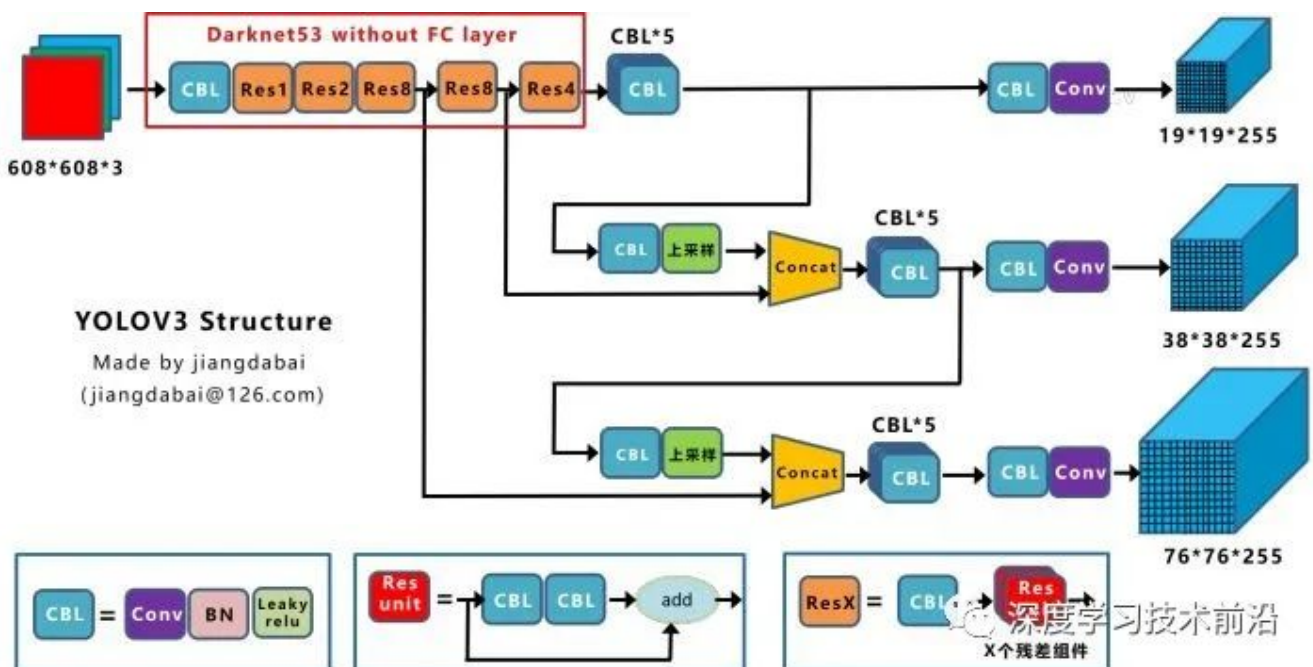 Darknet53 without FC layer
CBL*5
CBL Res1 Res2 Res8 Res8 Res4 CBL CBL Conv
608*608*3
19*19*255
CBL*5
CBL 上采样 Concat CBL CBL Conv
YOLOV3 Structure
38*38*255
Made by jiangdabai
(jiangdabai@126.com)
CBL*5
CBL 上采样 Concat CBL CBL Conv
76*76*255
CBL = Conv BN Leaky relu
Res unit = CBL CBL add
ResX = CBL Res
深度学习技术前沿
X个残差组件